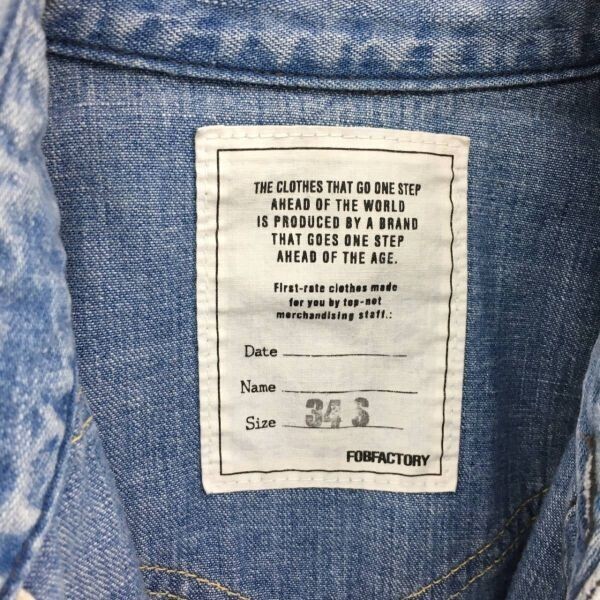 THE CLOTHES THAT GO ONE STEP
AHEAD OF THE WORLD
IS PRODUCED BY A BRAND
THAT GOES ONE STEP
AHEAD OF THE AGE.
First-rate clothes made
for you by top-not
merchandising staff.:
Date
Name
Size 34 S
FOBFACTORY